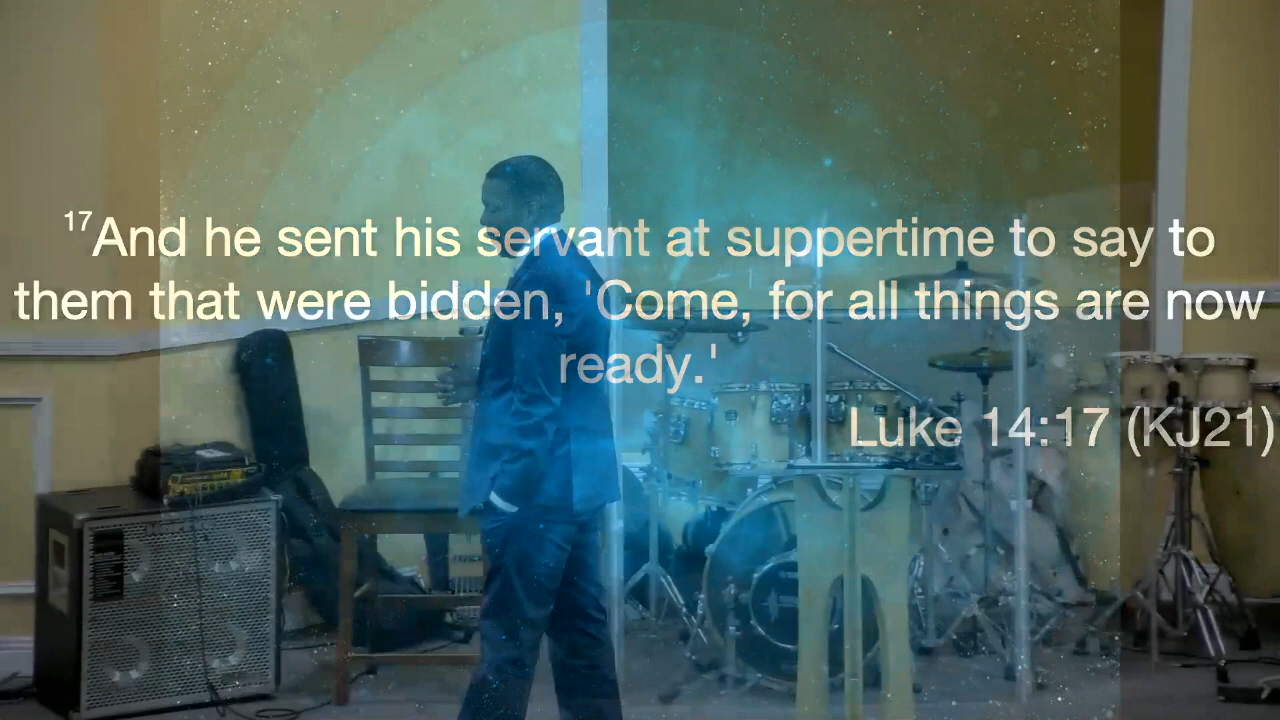 17And he sent his servant at suppertime to say to
them that were bidden, 'Come, for all things are now
ready.'
Luke 14:17 (KJ21)